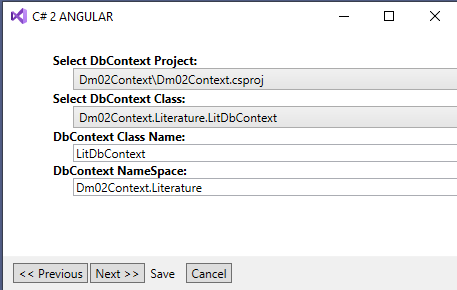 C# 2 ANGULAR
Select DbContext Project:
Dm02Context\Dm02Context.csproj
Select DbContext Class:
Dm02Context.Literature.LitDbContext
DbContext Class Name:
LitDbContext
DbContext NameSpace:
Dm02Context.Literature
<< Previous Next >> Save Cancel